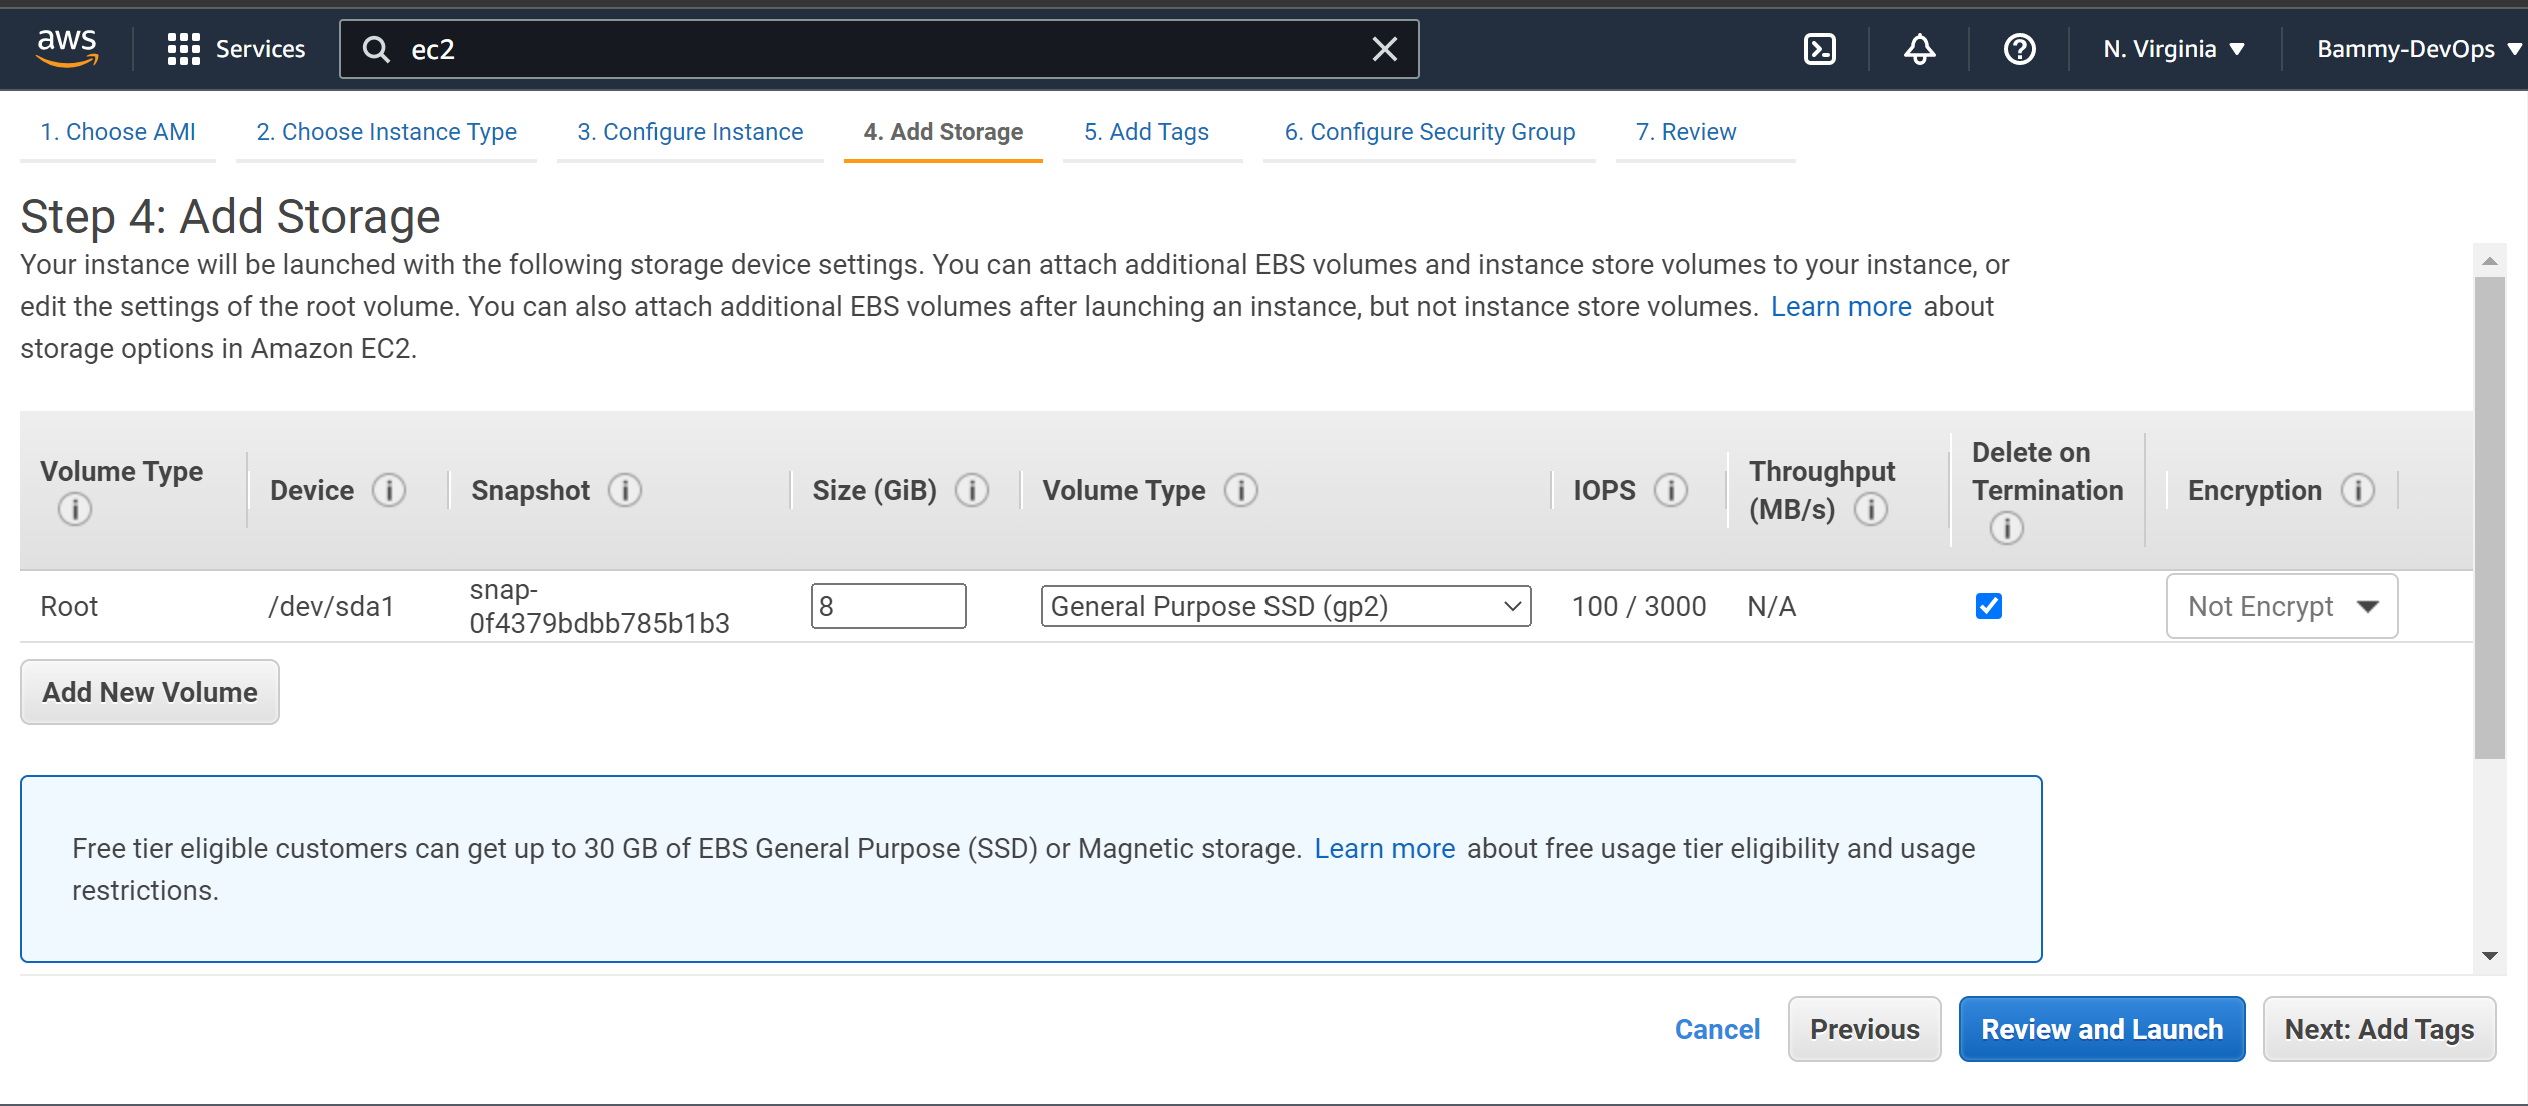 aws
Services
ec2
N. Virginia
Bammy-DevOps
1. Choose AMI
2. Choose Instance Type
3. Configure Instance
4. Add Storage
5. Add Tags
6. Configure Security Group
7. Review
Step 4: Add Storage
Your instance will be launched with the following storage device settings. You can attach additional EBS volumes and instance store volumes to your instance, or
edit the settings of the root volume. You can also attach additional EBS volumes after launching an instance, but not instance store volumes. Learn more about
storage options in Amazon EC2.
Volume Type
Device
Snapshot
Size (GiB)
Volume Type
IOPS
Throughput
(MB/s)
Delete on
Termination
Encryption
Root
/dev/sda1
snap-
0f4379bdbb785b1b3
8
General Purpose SSD (gp2)
100 / 3000
N/A
Not Encrypt
Add New Volume
Free tier eligible customers can get up to 30 GB of EBS General Purpose (SSD) or Magnetic storage. Learn more about free usage tier eligibility and usage
restrictions.
Cancel
Previous
Review and Launch
Next: Add Tags